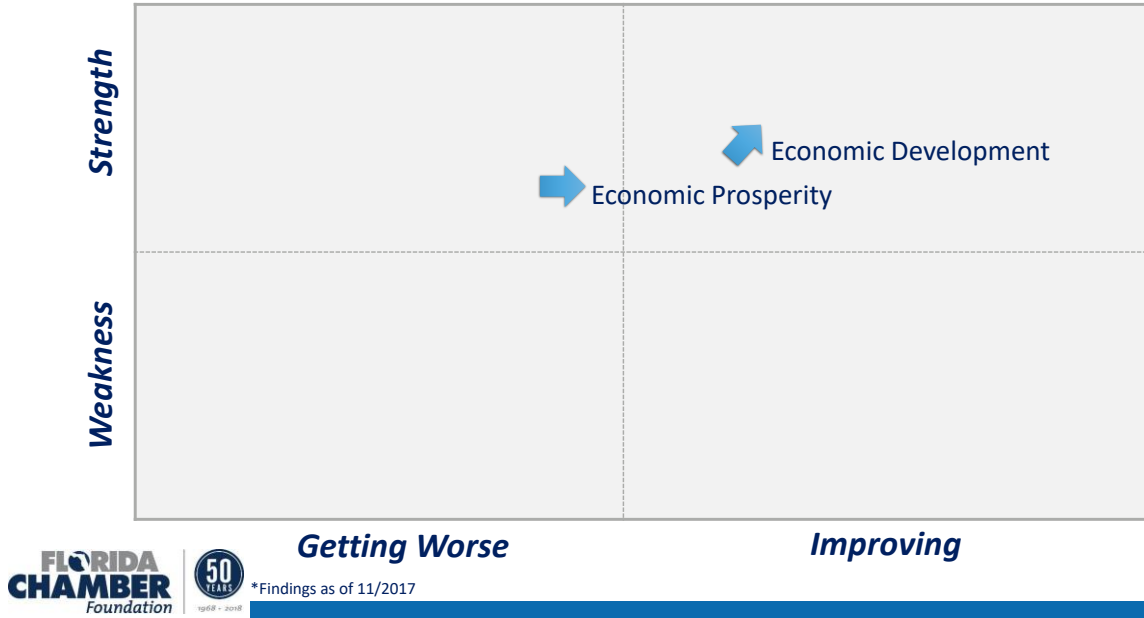 Strength
Economic Development
Economic Prosperity
Weakness
Getting Worse
Improving
FLORIDA
CHAMBER
Foundation
50
YEARS
1968 - 2018
*Findings as of 11/2017